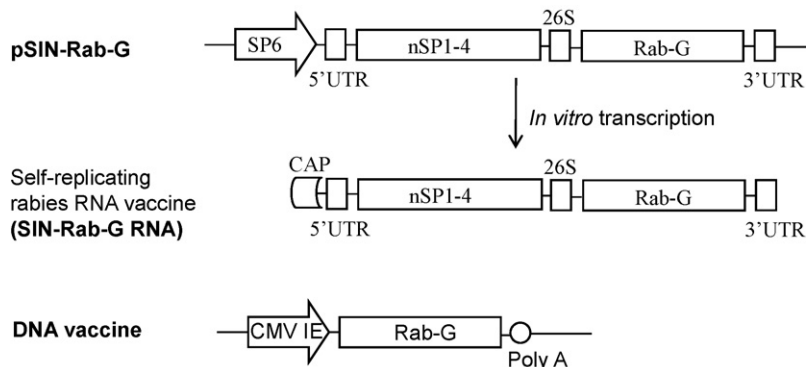 26S
pSIN-Rab-G SP6 nSP1-4 Rab-G
5'UTR 3'UTR
In vitro transcription
CAP 26S
Self-replicating
rabies RNA vaccine nSP1-4 Rab-G
(SIN-Rab-G RNA) 5'UTR 3'UTR
DNA vaccine CMV IE Rab-G
Poly A